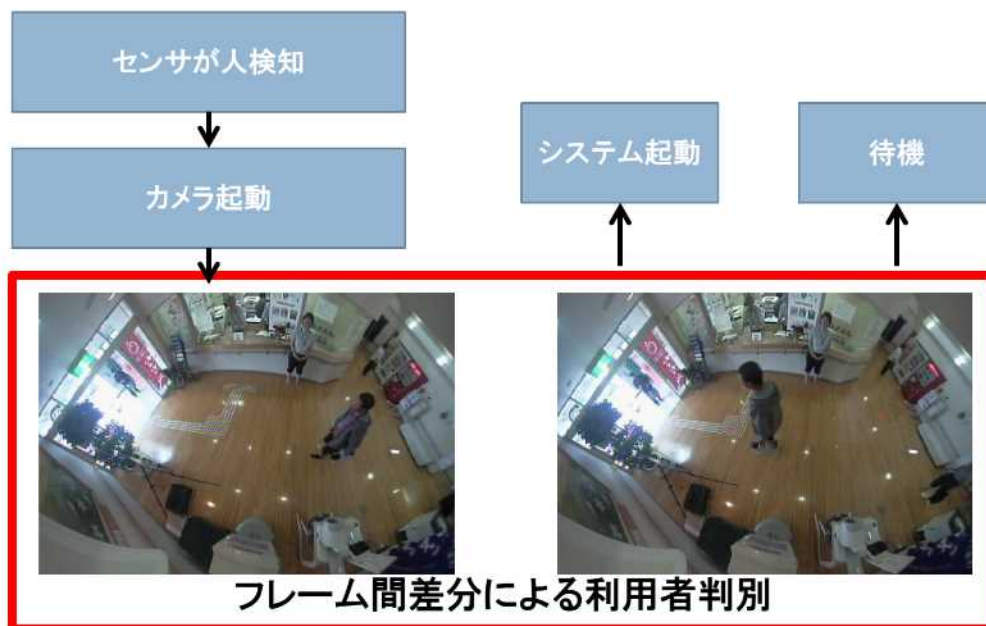 センサが人検知
カメラ起動
システム起動
待機
フレーム間差分による利用者判別